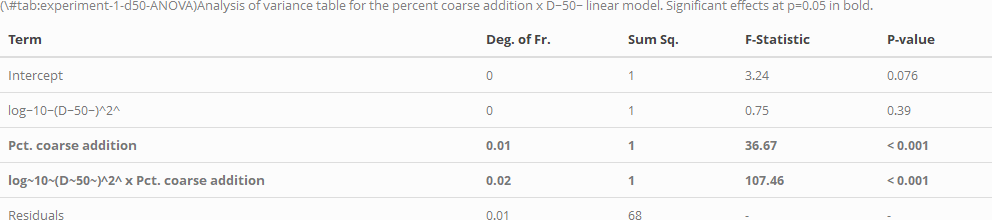 (\#tab:experiment-1-d50-ANOVA)Analysis of variance table for the percent coarse addition x D~50~ linear model. Significant effects at p=0.05 in bold.
Term Deg. of Fr. Sum Sq. F-Statistic P-value
Intercept 0 1 3.24 0.076
log~10~(D~50~)^2^ 0 1 0.75 0.39
Pct. coarse addition 0.01 1 36.67 < 0.001
log~10~(D~50~)^2^ x Pct. coarse addition 0.02 1 107.46 < 0.001
Residuals 0.01 68 - -